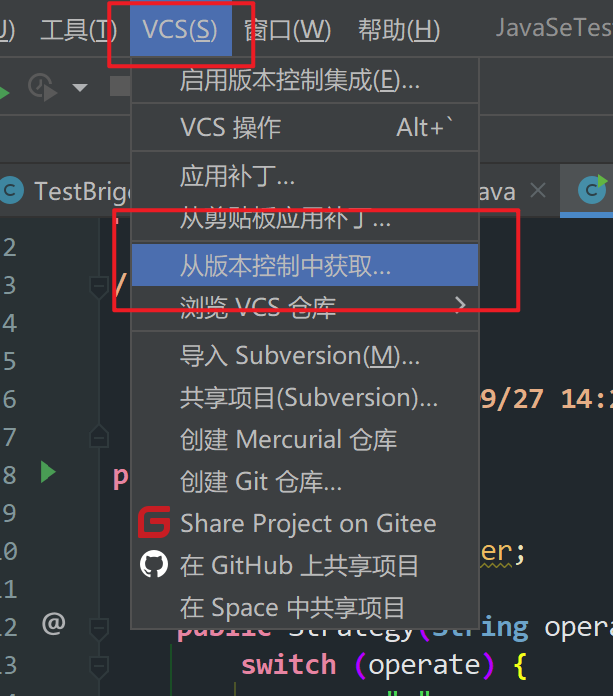 工具(T) VCS(S) 窗口(W) 帮助(H) JavaSeTes
启用版本控制集成(E)...
VCS 操作 Alt+`
应用补丁...
TestBrig ava
从剪贴板应用补丁...
2
从版本控制中获取...
3 /
浏览 VCS 仓库
4
导入 Subversion(M)...
5
共享项目(Subversion)...
6 9/27 14:2
创建 Mercurial 仓库
7
创建 Git 仓库...
8 p
Share Project on Gitee
9
在 GitHub 上共享项目
10 er;
在 Space 中共享项目
11
12 @ public Strategy(String opera
13 switch (operate) {